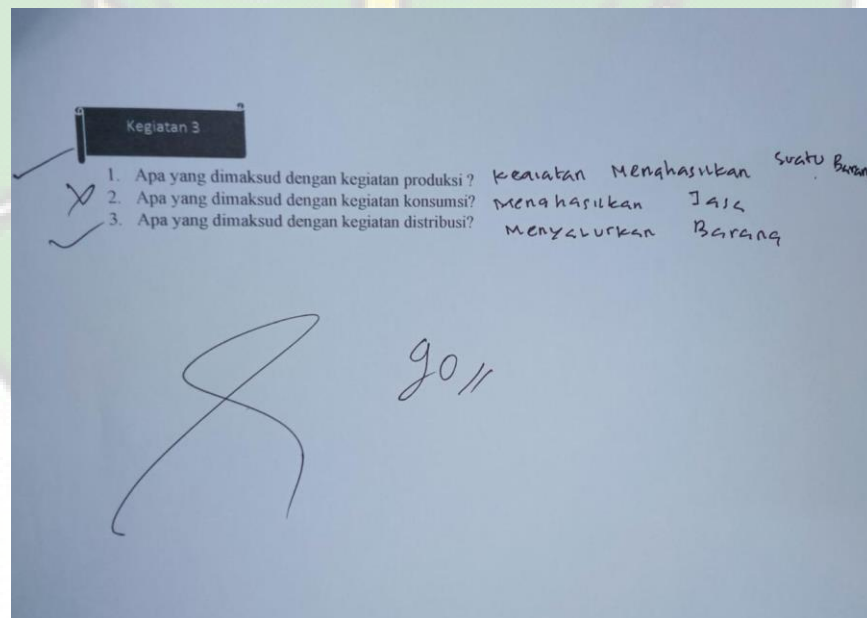 Kegiatan 3
1. Apa yang dimaksud dengan kegiatan produksi ? Kegiatan Menghasilkan Suatu Baran
2. Apa yang dimaksud dengan kegiatan konsumsi? Menghasilkan Jasa
3. Apa yang dimaksud dengan kegiatan distribusi? Menyalurkan Barang
90